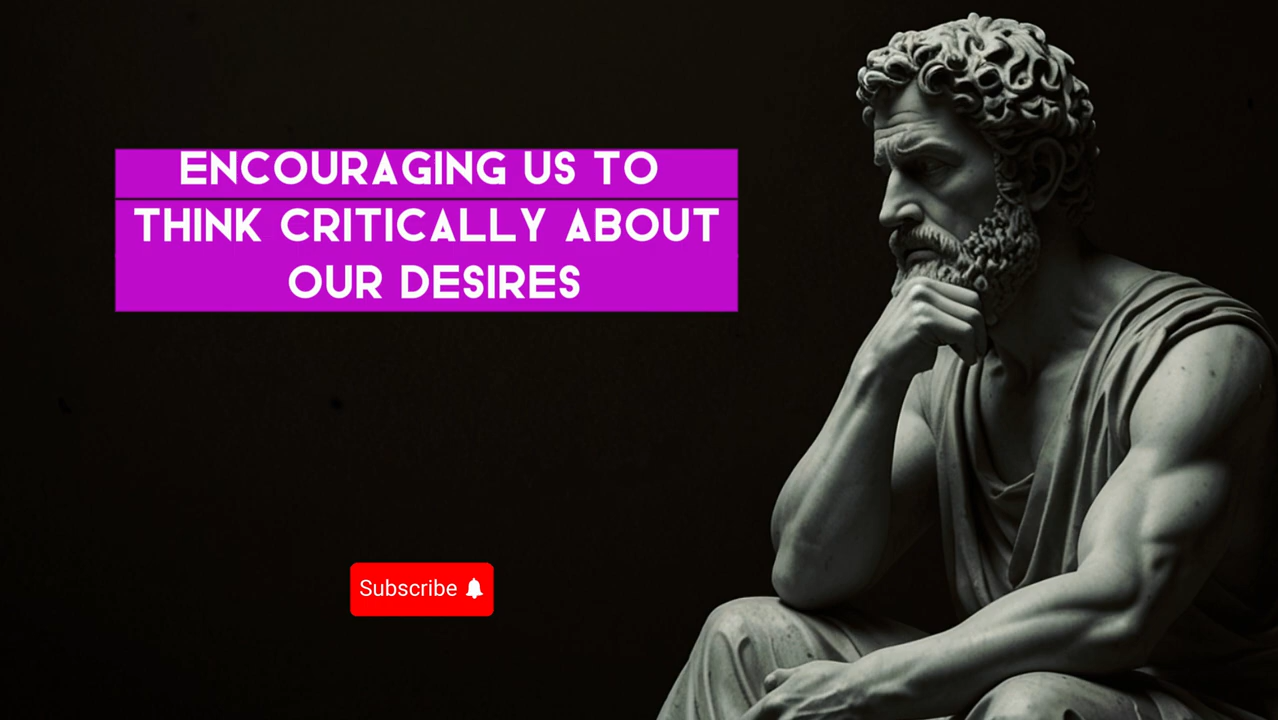 ENCOURAGING US TO
THINK CRITICALLY ABOUT
OUR DESIRES
Subscribe